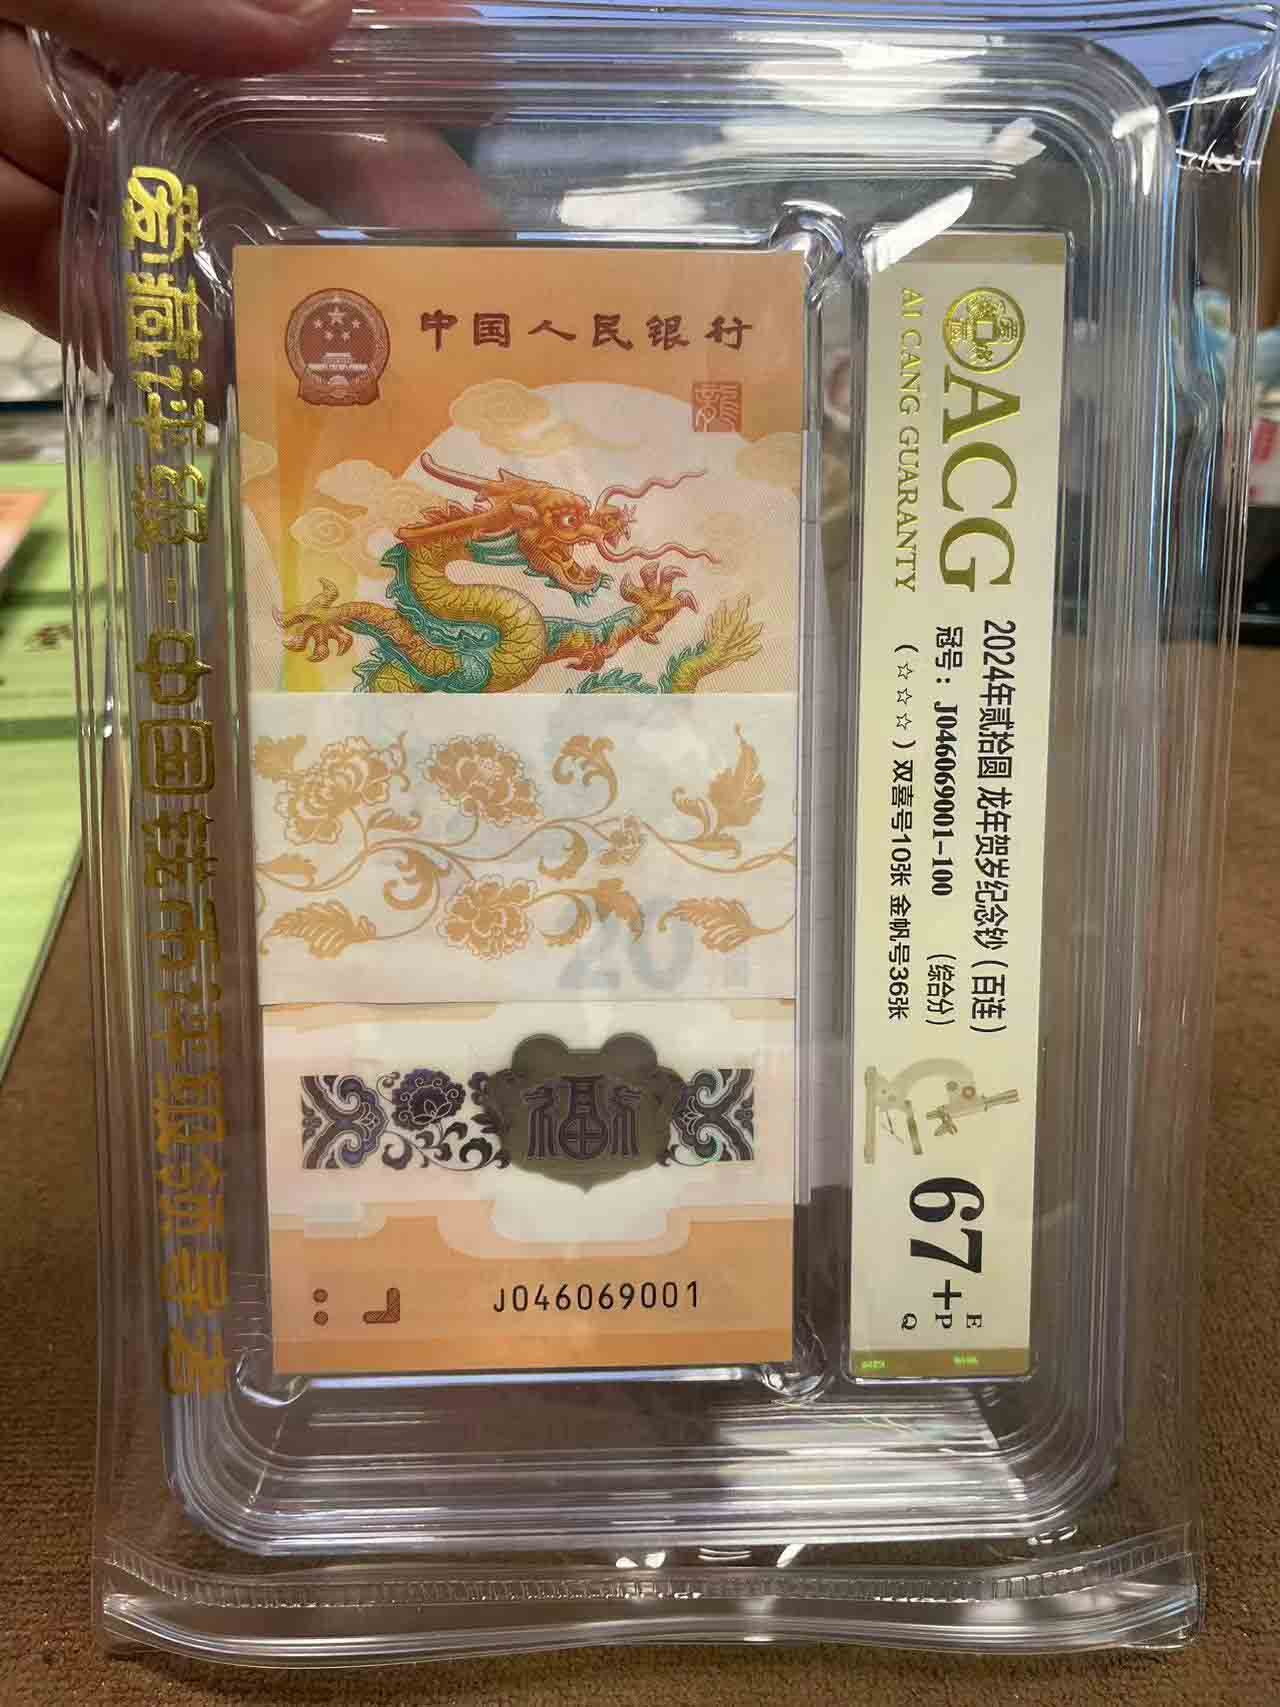 爱藏评级-中国钱币评级领导者
中国人民银行
龍
福
J046069001
ACG
AI CANG GUARANTY
2024年贰拾圆 龙年贺岁纪念钞(百连)
冠号:J046069001-100 (综合分)
(☆☆☆)双喜号10张 金帆号36张
67+
E
P
Q